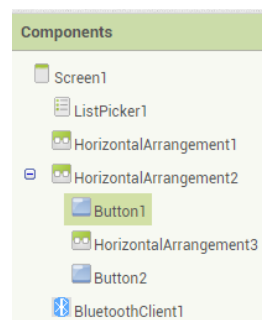 Components
Screen1
ListPicker1
HorizontalArrangement1
HorizontalArrangement2
Button1
HorizontalArrangement3
Button2
BluetoothClient1